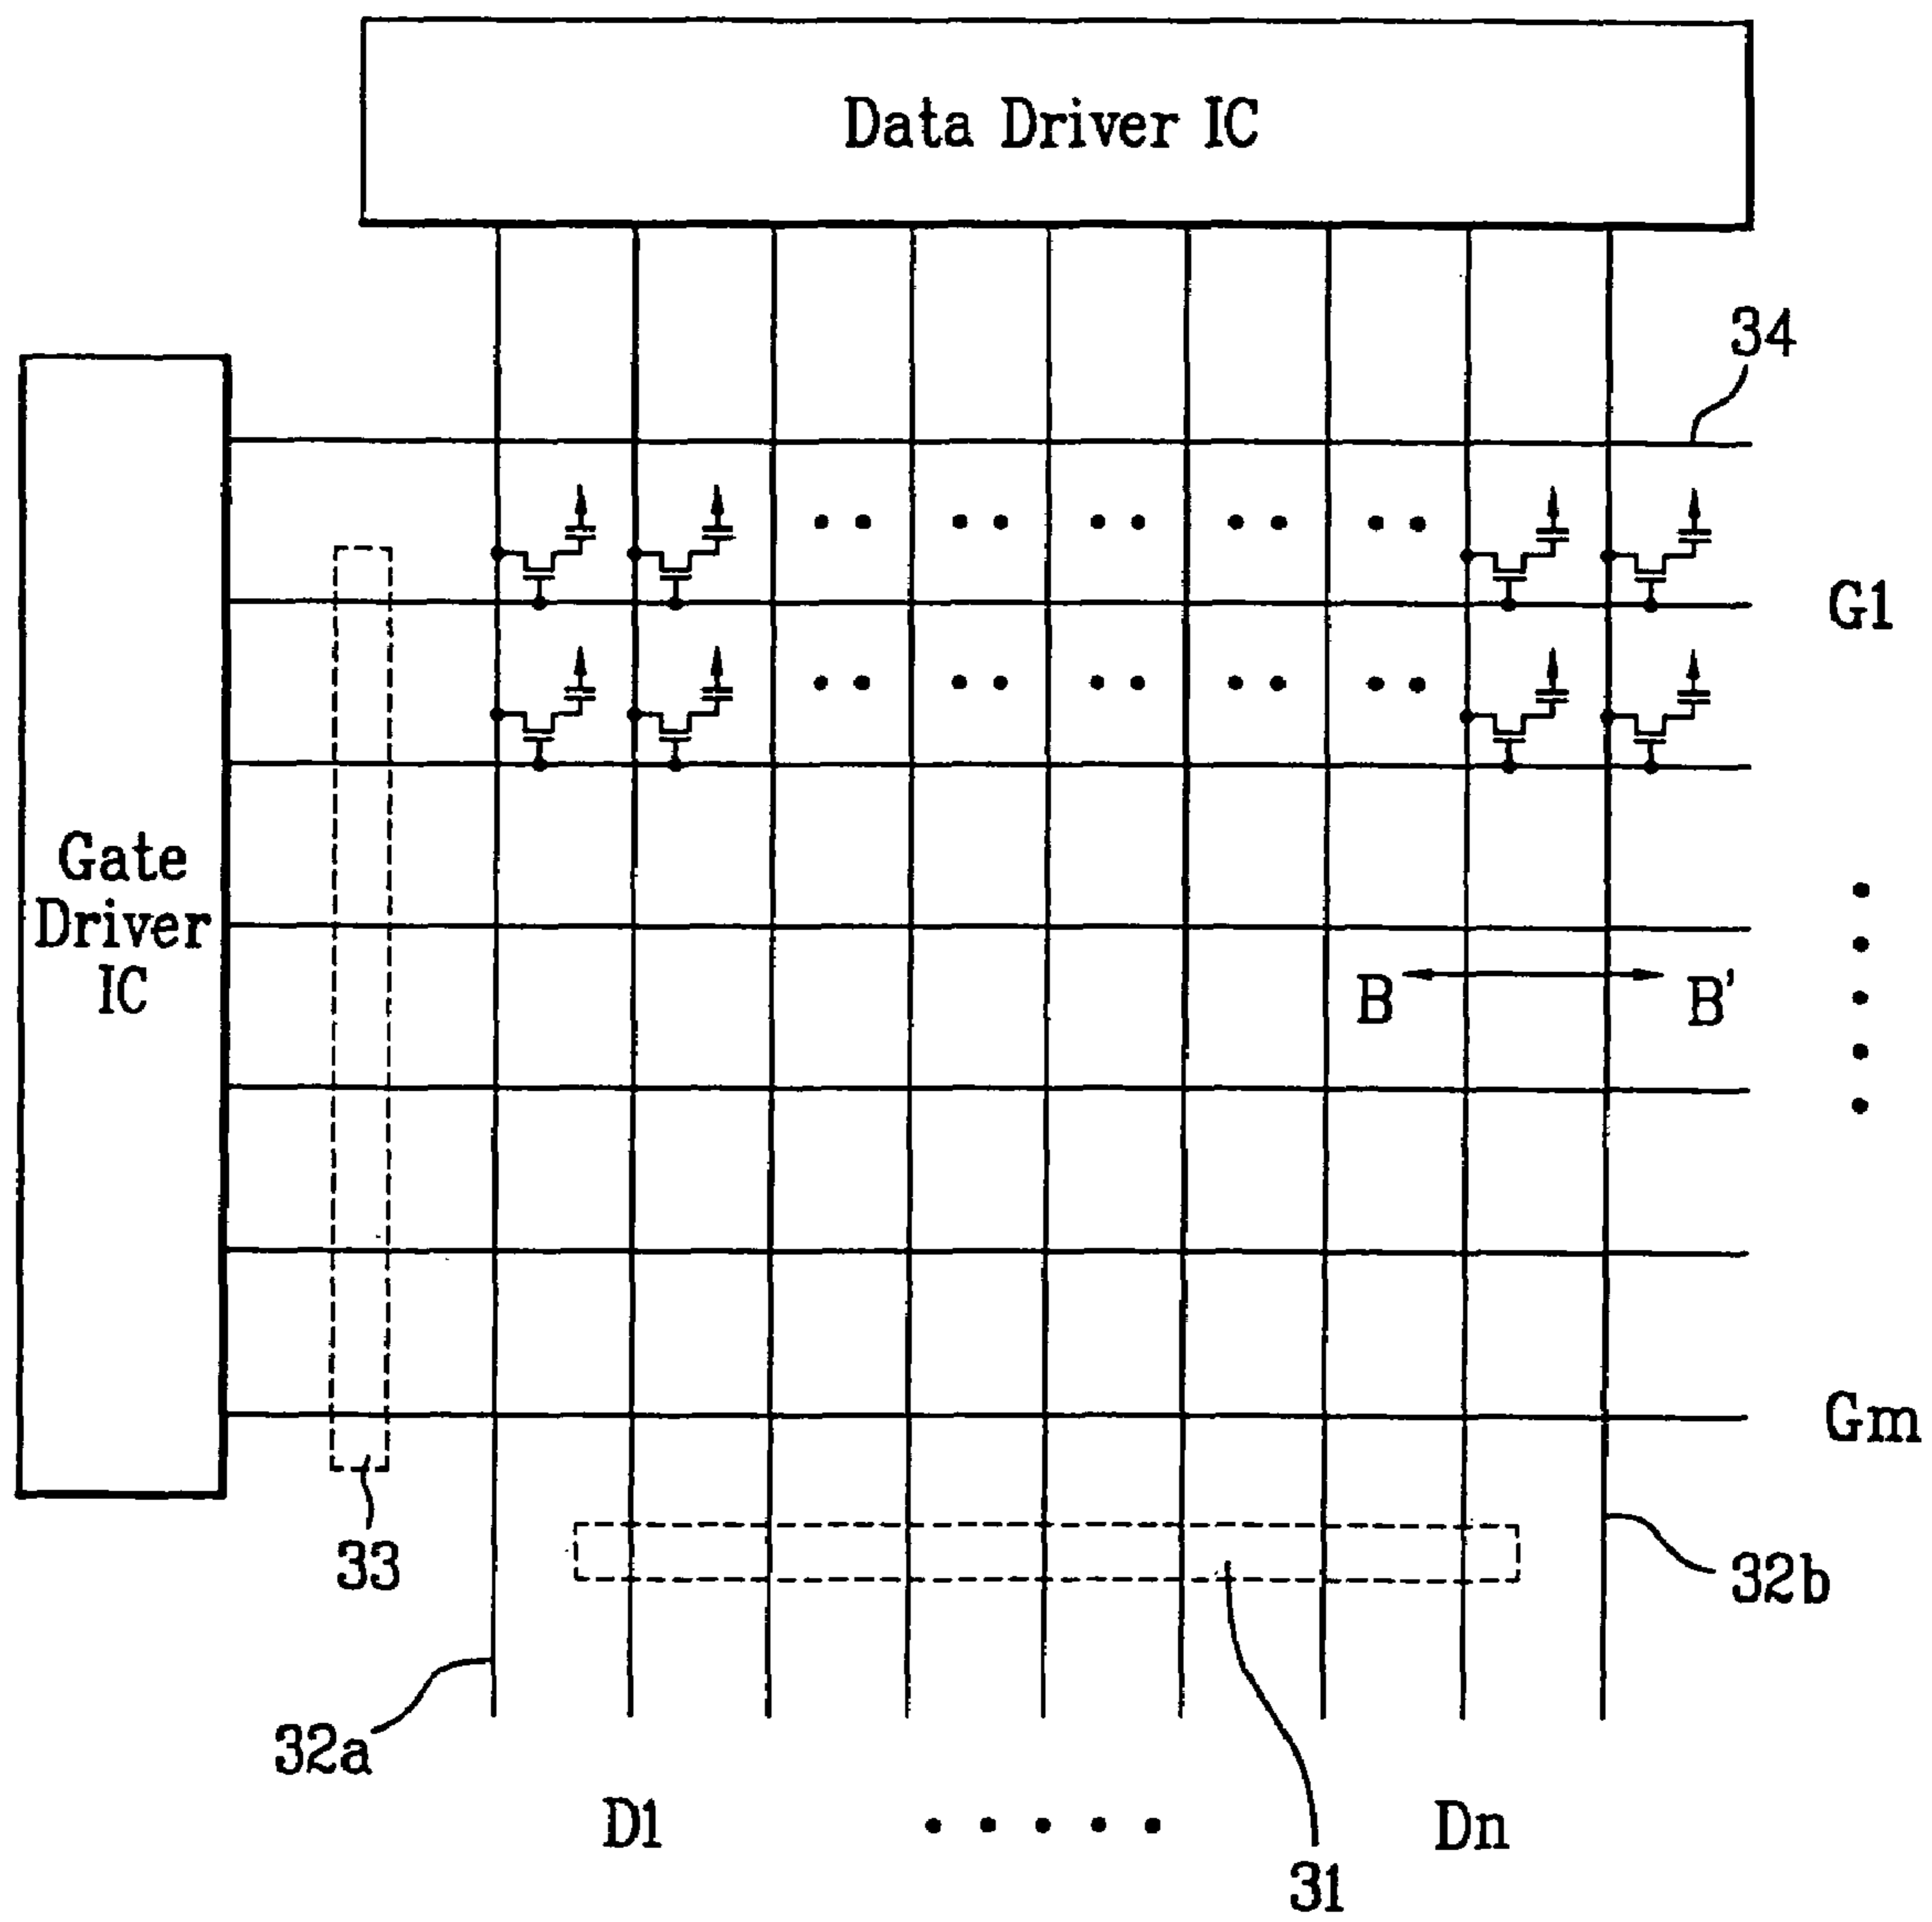 Data Driver IC
34
G1
Gate
Driver
IC
B
B'
Gm
33
32b
32a
D1
Dn
31